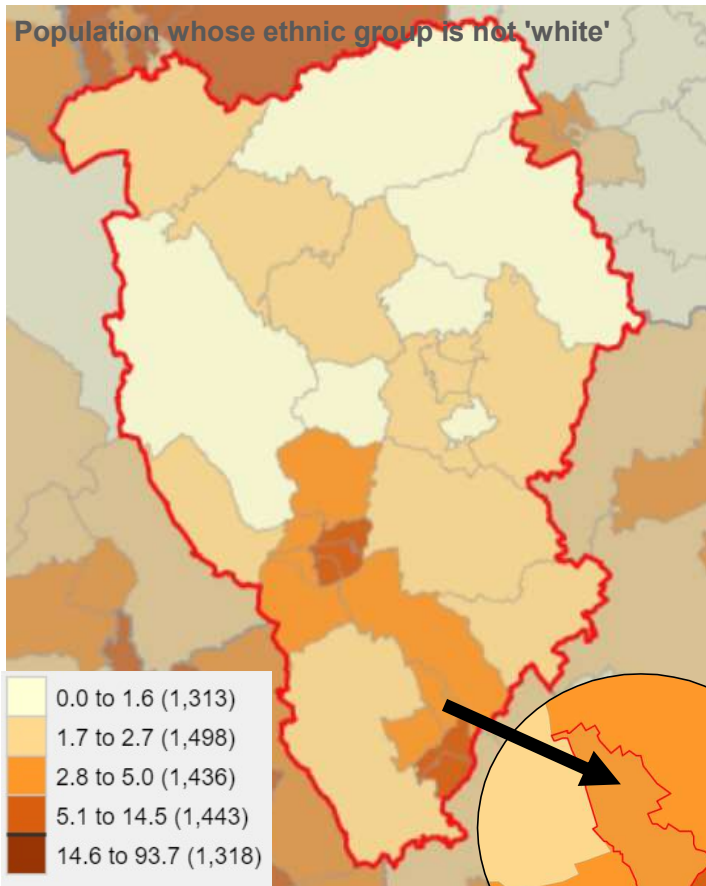 Population whose ethnic group is not 'white'
0.0 to 1.6 (1,313)
1.7 to 2.7 (1,498)
2.8 to 5.0 (1,436)
5.1 to 14.5 (1,443)
14.6 to 93.7 (1,318)